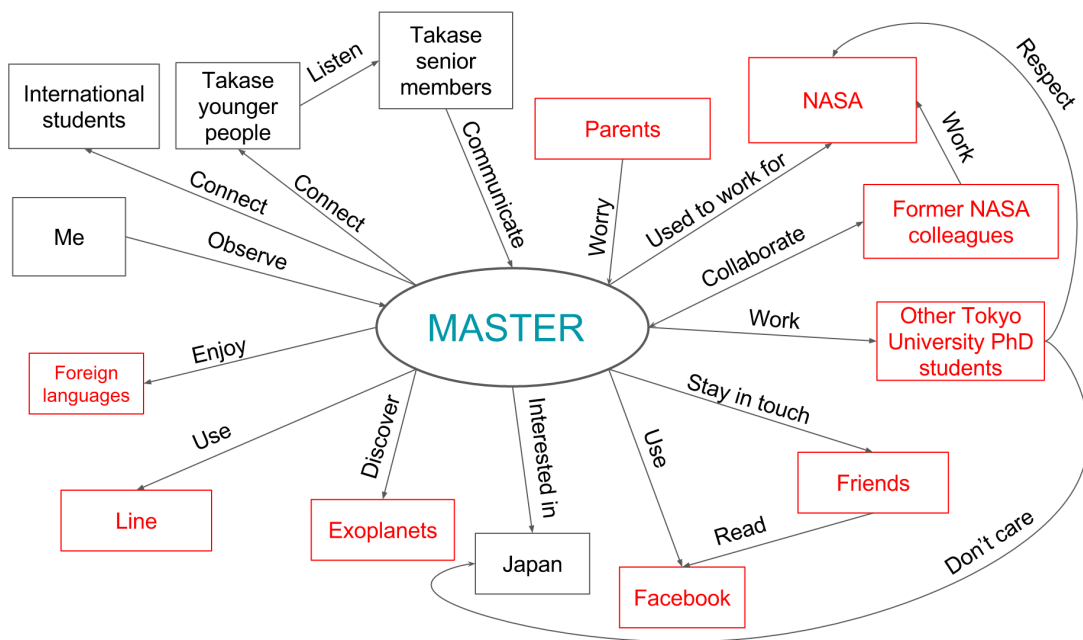 Takase
senior
members
Listen
Takase
younger
people
International
students
NASA
Respect
Parents
Work
Communicate
Connect
Connect
Used to work for
Former NASA
colleagues
Me
Observe
Worry
Collaborate
MASTER
Work
Other Tokyo
University PhD
students
Enjoy
Foreign
languages
Stay in touch
Use
Discover
Interested in
Use
Friends
Line
Exoplanets
Read
Don't care
Japan
Facebook